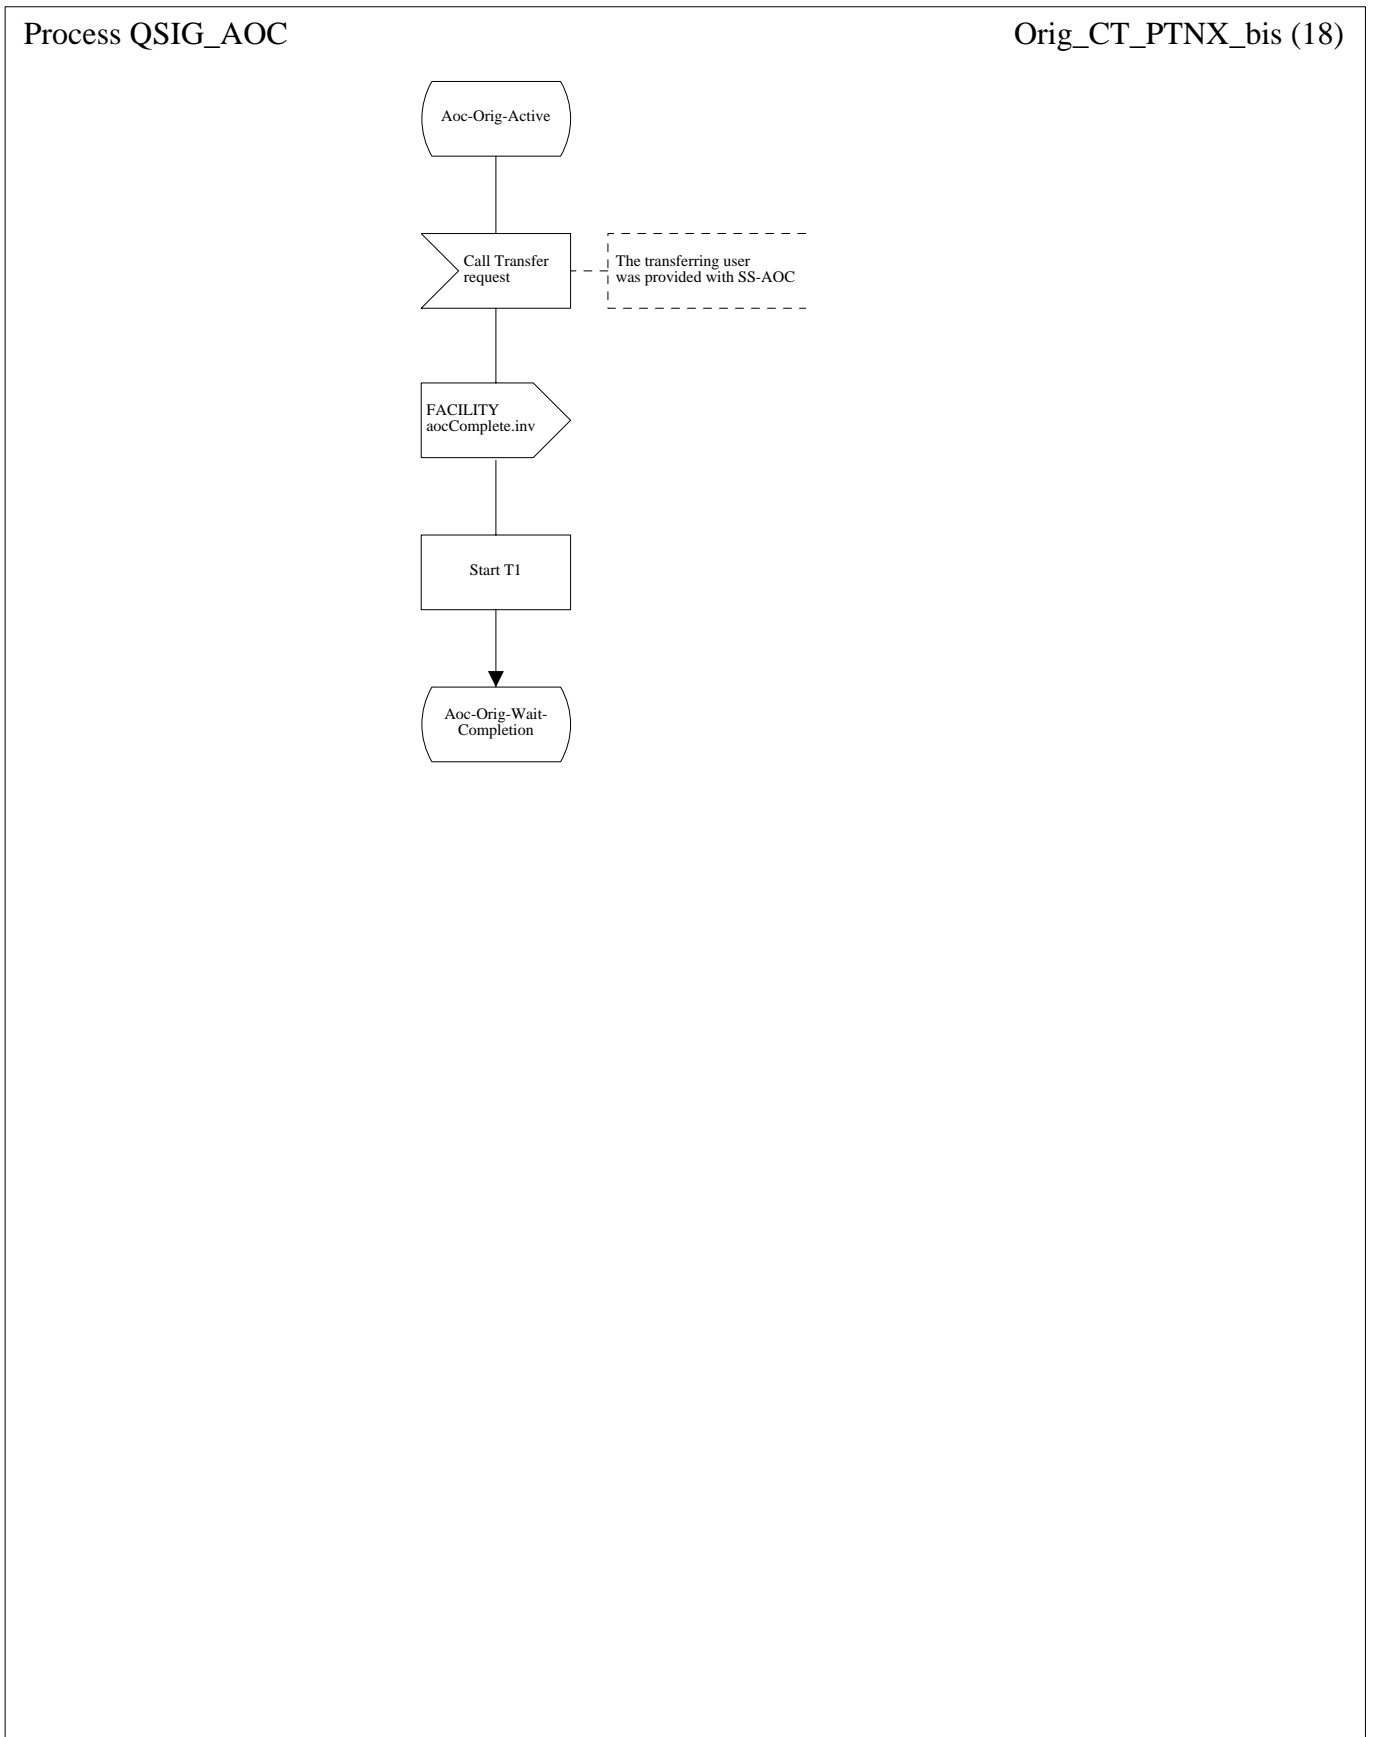 Process QSIG_AOC
Orig_CT_PTNX_bis (18)
Aoc-Orig-Active
Call Transfer
request
The transferring user
was provided with SS-AOC
FACILITY
aocComplete.inv
Start T1
Aoc-Orig-Wait-
Completion